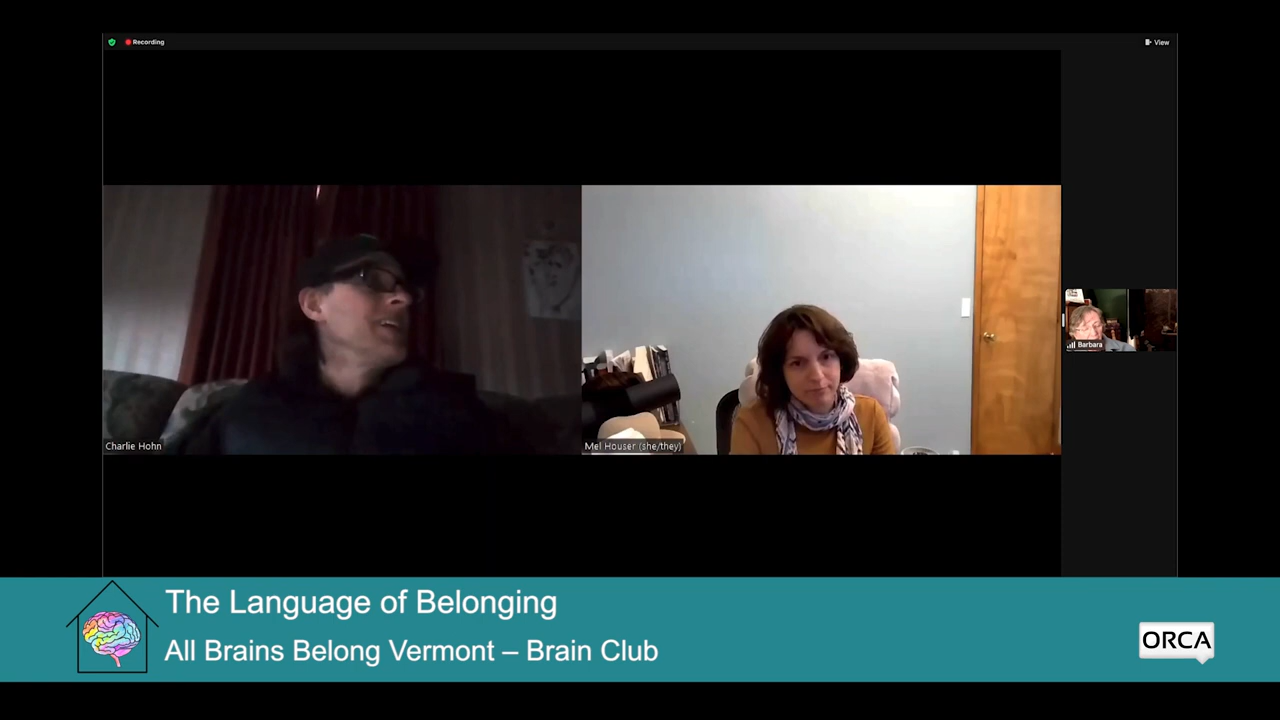 Recording
View
Charlie Hohn
Mel Houser (she/they)
Barbara
The Language of Belonging
All Brains Belong Vermont – Brain Club
ORCA